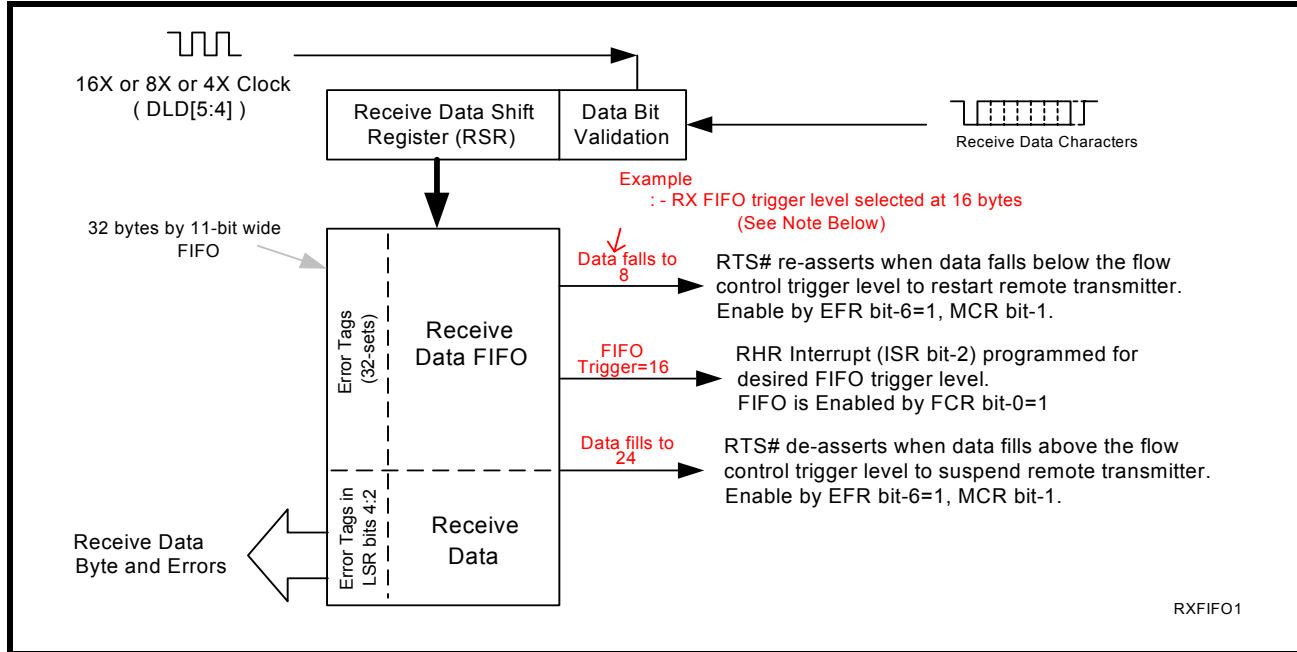 16X or 8X or 4X Clock
( DLD[5:4] )
Receive Data Shift
Register (RSR)
Data Bit
Validation
Receive Data Characters
Example
: - RX FIFO trigger level selected at 16 bytes
(See Note Below)
32 bytes by 11-bit wide
FIFO
Error Tags
(32-sets)
Receive
Data FIFO
Data falls to
8
RTS# re-asserts when data falls below the flow
control trigger level to restart remote transmitter.
Enable by EFR bit-6=1, MCR bit-1.
FIFO
Trigger=16
RHR Interrupt (ISR bit-2) programmed for
desired FIFO trigger level.
FIFO is Enabled by FCR bit-0=1
Data fills to
24
RTS# de-asserts when data fills above the flow
control trigger level to suspend remote transmitter.
Enable by EFR bit-6=1, MCR bit-1.
Error Tags in
LSR bits 4:2
Receive
Data
Receive Data
Byte and Errors
RXFIFO1